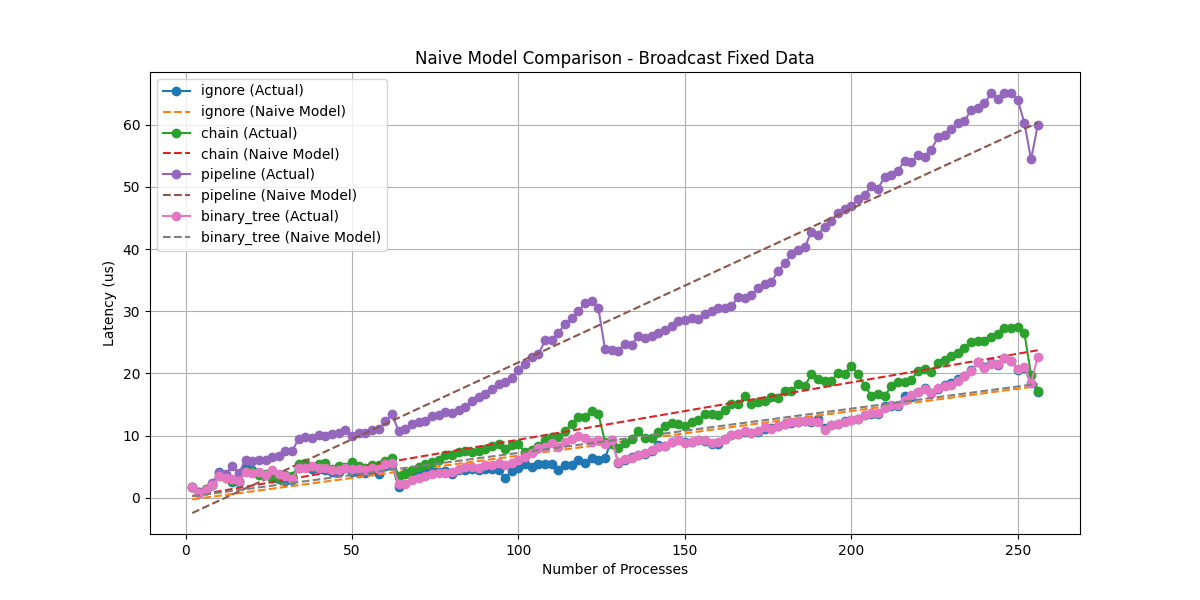 Naive Model Comparison - Broadcast Fixed Data
ignore (Actual)
ignore (Naive Model)
chain (Actual)
chain (Naive Model)
pipeline (Actual)
pipeline (Naive Model)
binary_tree (Actual)
binary_tree (Naive Model)
Latency (us)
60
50
40
30
20
10
0
0 50 100 150 200 250
Number of Processes